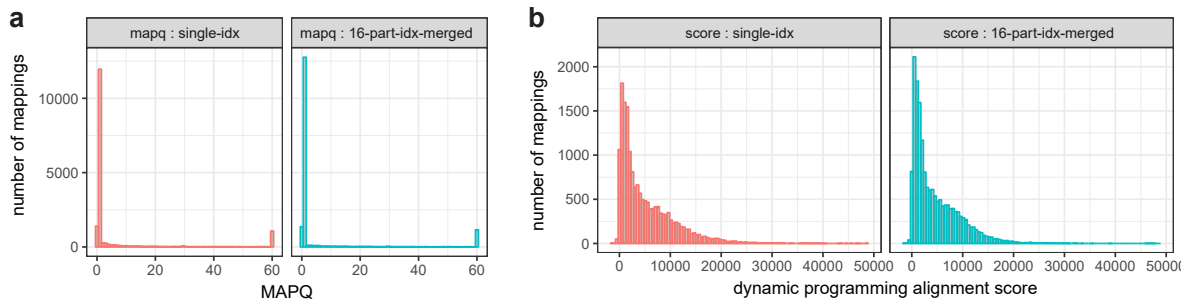 a
mapq : single-idx
mapq : 16-part-idx-merged
number of mappings
10000
5000
0
0
20
40
60
0
20
40
60
MAPQ
b
score : single-idx
score : 16-part-idx-merged
number of mappings
2000
1500
1000
500
0
0
10000
20000
30000
40000
50000
0
10000
20000
30000
40000
50000
dynamic programming alignment score